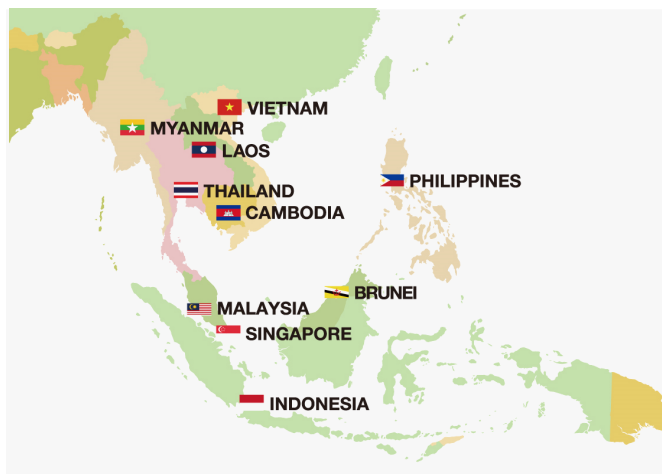 VIETNAM
MYANMAR
LAOS
THAILAND
PHILIPPINES
CAMBODIA
BRUNEI
MALAYSIA
SINGAPORE
INDONESIA